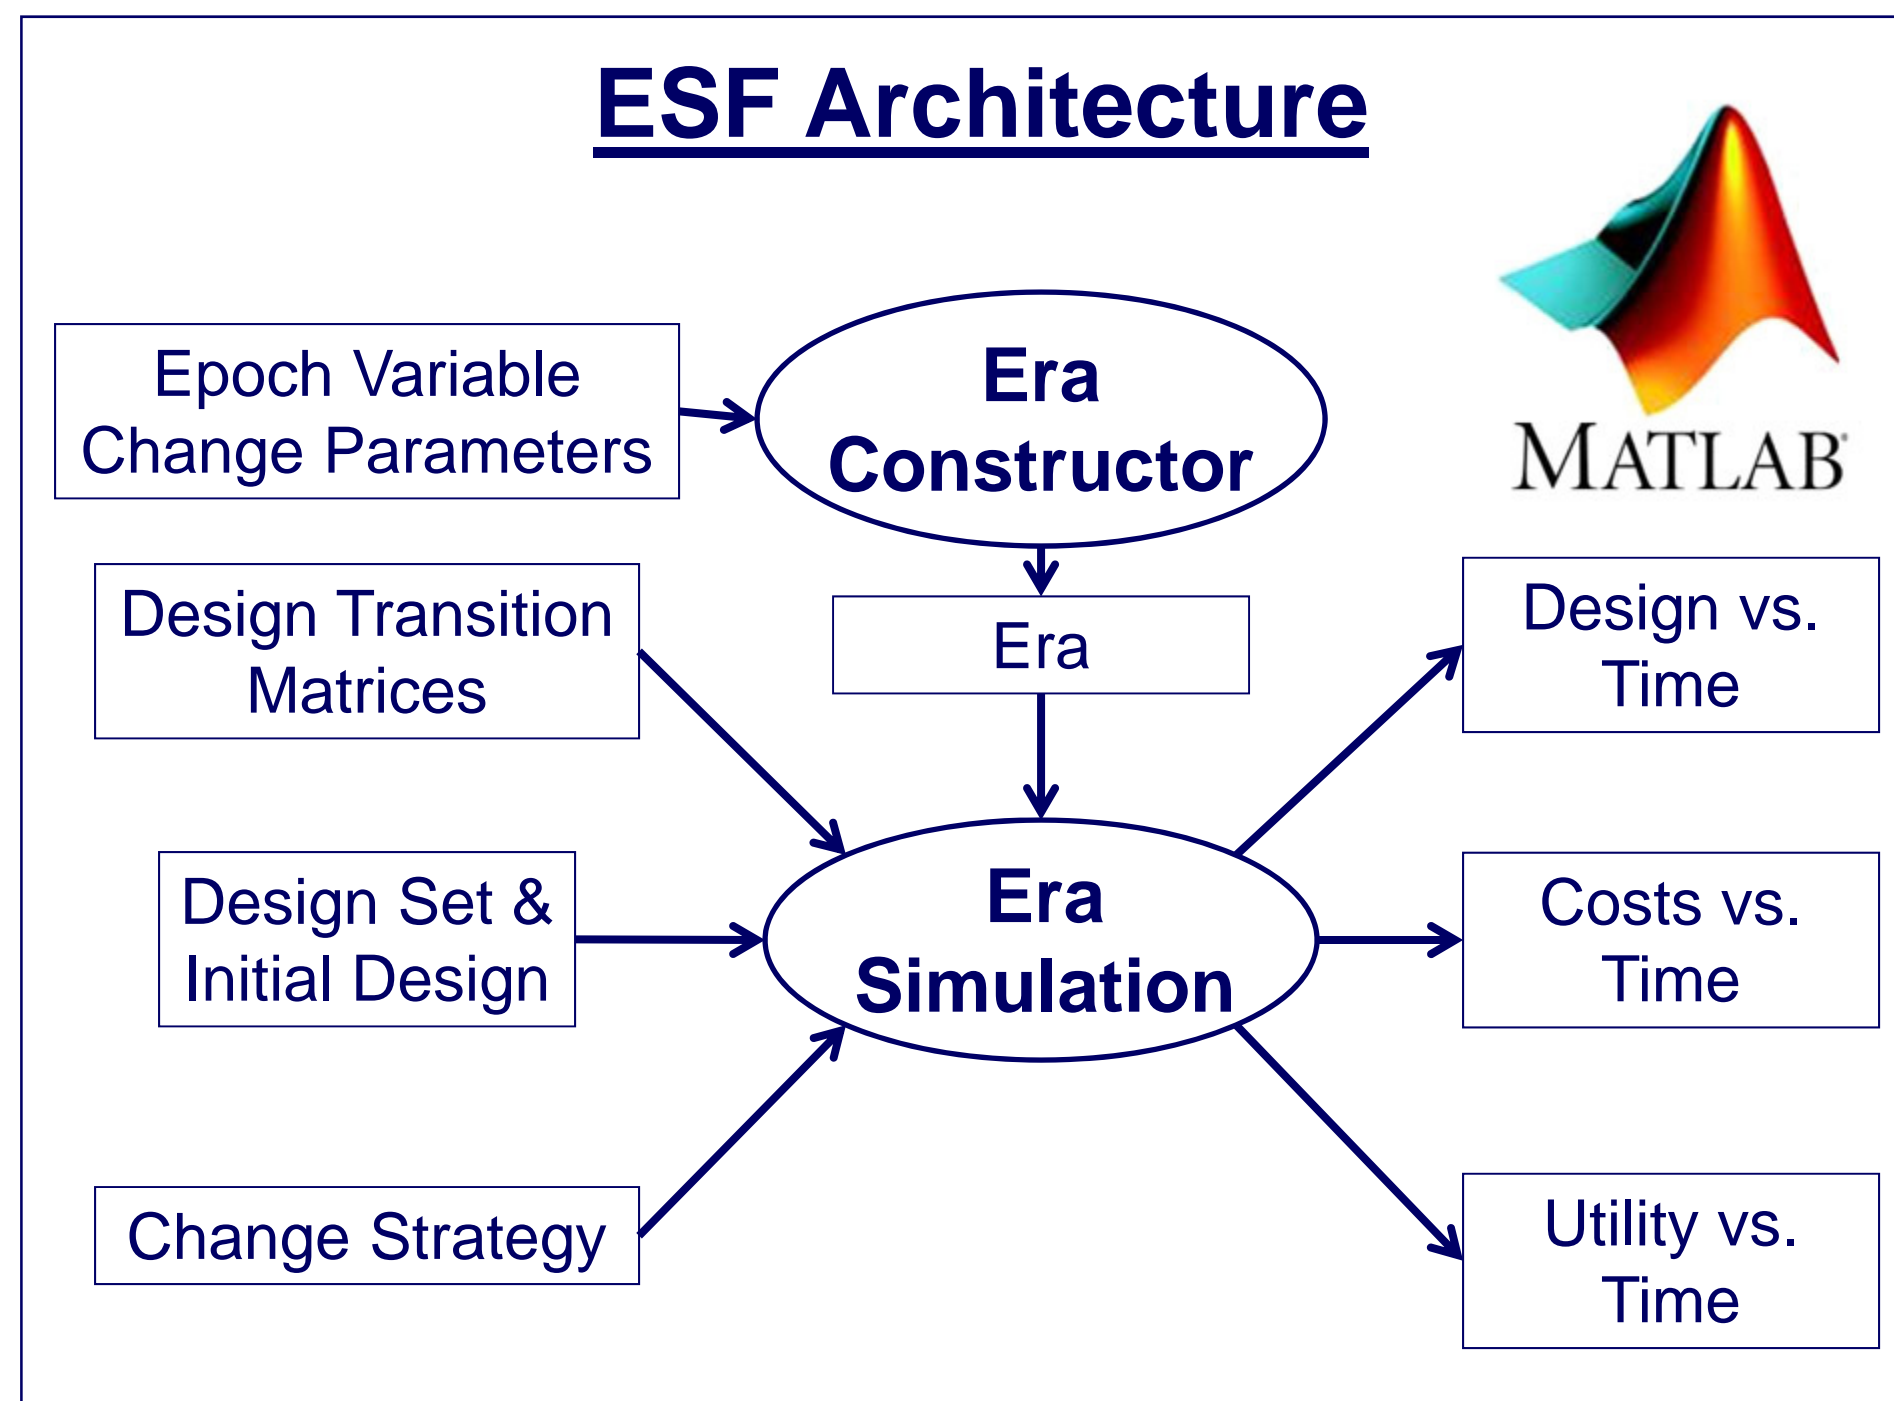 ESF Architecture
Epoch Variable
Change Parameters
Era
Constructor
MATLAB®
Design Transition
Matrices
Era
Design vs.
Time
Design Set &
Initial Design
Era
Simulation
Costs vs.
Time
Change Strategy
Utility vs.
Time